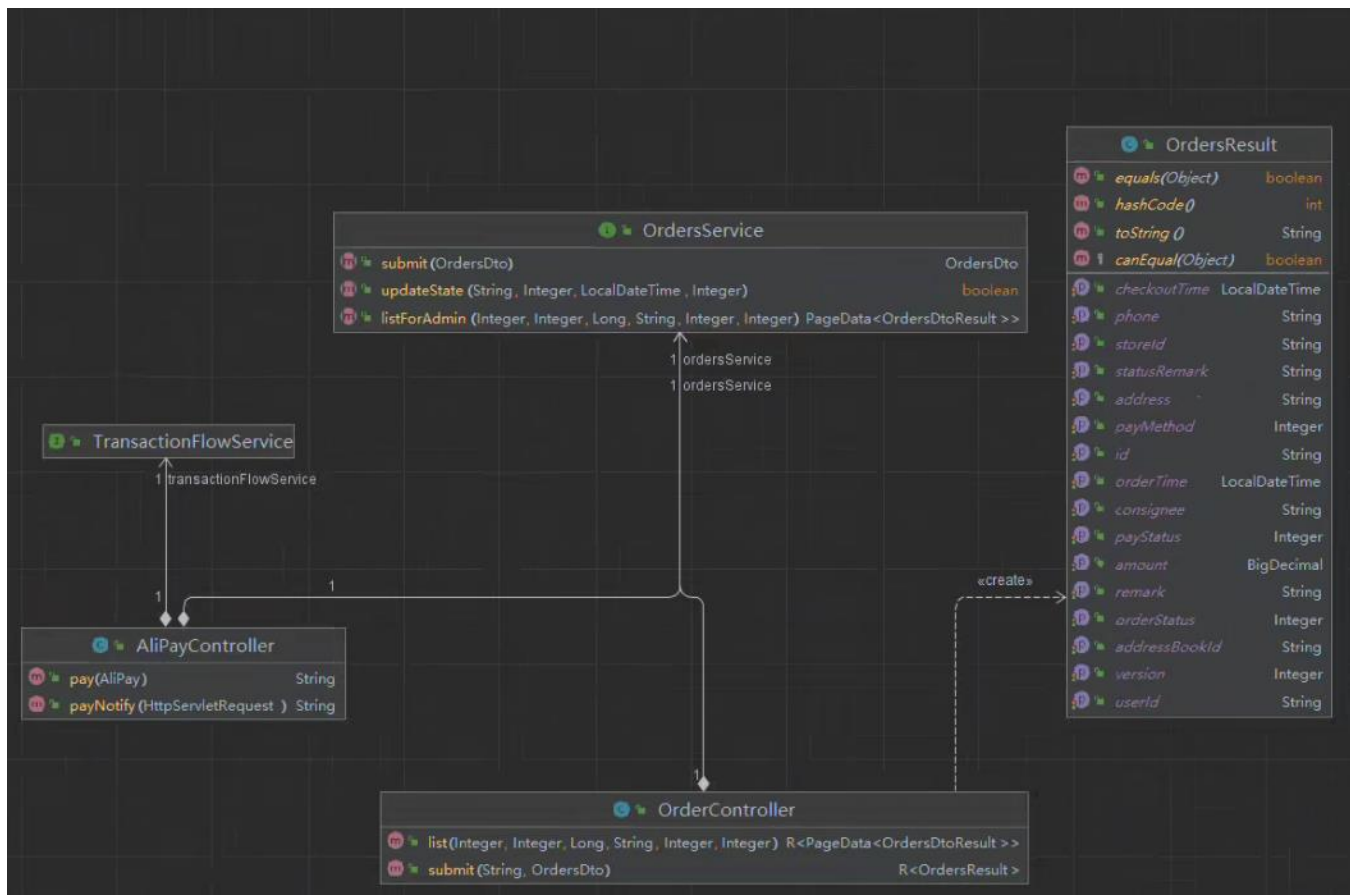 OrdersResult
equals(Object) boolean
hashCode() int
toString () String
canEqual(Object) boolean
checkoutTime LocalDateTime
phone String
storeId String
statusRemark String
address String
payMethod Integer
id String
orderTime LocalDateTime
consignee String
payStatus Integer
amount BigDecimal
remark String
orderStatus Integer
addressBookId String
version Integer
userId String
OrdersService
submit(OrdersDto) OrdersDto
updateState (String, Integer, LocalDateTime , Integer) boolean
listForAdmin (Integer, Integer, Long, String, Integer, Integer) PageData<OrdersDtoResult >>
1 ordersService
1 ordersService
TransactionFlowService
1 transactionFlowService
1
1
«create»
AliPayController
pay(AliPay) String
payNotify(HttpServletRequest ) String
1
OrderController
list(Integer, Integer, Long, String, Integer, Integer) R<PageData<OrdersDtoResult >>
submit(String, OrdersDto) R<OrdersResult>